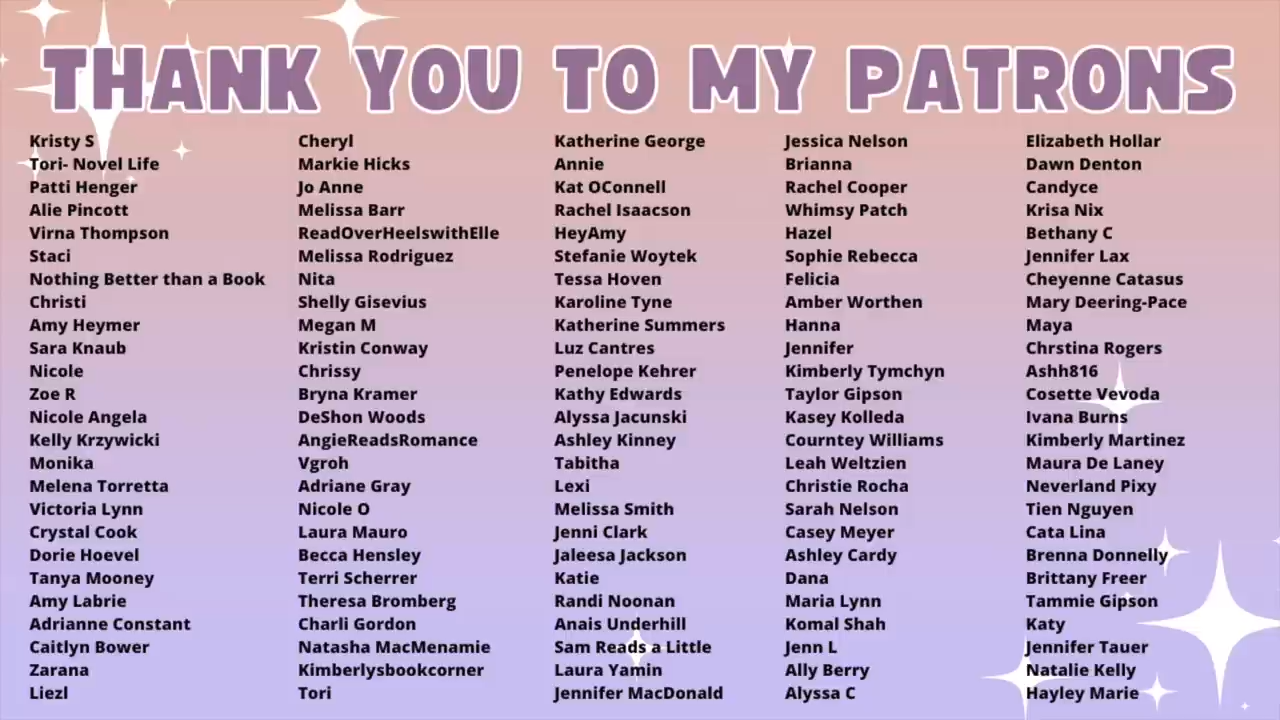 THANK YOU TO MY PATRONS
Kristy S
Tori- Novel Life
Patti Henger
Alie Pincott
Virna Thompson
Staci
Nothing Better than a Book
Christi
Amy Heymer
Sara Knaub
Nicole
Zoe R
Nicole Angela
Kelly Krzywicki
Monika
Melena Torretta
Victoria Lynn
Crystal Cook
Dorie Hoevel
Tanya Mooney
Amy Labrie
Adrianne Constant
Caitlyn Bower
Zarana
Liezl
Cheryl
Markie Hicks
Jo Anne
Melissa Barr
ReadOverHeelswithElle
Melissa Rodriguez
Nita
Shelly Gisevius
Megan M
Kristin Conway
Chrissy
Bryna Kramer
DeShon Woods
AngieReadsRomance
Vgroh
Adriane Gray
Nicole O
Laura Mauro
Becca Hensley
Terri Scherrer
Theresa Bromberg
Charli Gordon
Natasha MacMenamie
Kimberlysbookcorner
Tori
Katherine George
Annie
Kat OConnell
Rachel Isaacson
HeyAmy
Stefanie Woytek
Tessa Hoven
Karoline Tyne
Katherine Summers
Luz Cantres
Penelope Kehrer
Kathy Edwards
Alyssa Jacunski
Ashley Kinney
Tabitha
Lexi
Melissa Smith
Jenni Clark
Jaleesa Jackson
Katie
Randi Noonan
Anais Underhill
Sam Reads a Little
Laura Yamin
Jennifer MacDonald
Jessica Nelson
Brianna
Rachel Cooper
Whimsy Patch
Hazel
Sophie Rebecca
Felicia
Amber Worthen
Hanna
Jennifer
Kimberly Tymchyn
Taylor Gipson
Kasey Kolleda
Courntey Williams
Leah Weltzien
Christie Rocha
Sarah Nelson
Casey Meyer
Ashley Cardy
Dana
Maria Lynn
Komal Shah
Jenn L
Ally Berry
Alyssa C
Elizabeth Hollar
Dawn Denton
Candyce
Krisa Nix
Bethany C
Jennifer Lax
Cheyenne Catasus
Mary Deering-Pace
Maya
Chrstina Rogers
Ashh816
Cosette Vevoda
Ivana Burns
Kimberly Martinez
Maura De Laney
Neverland Pixy
Tien Nguyen
Cata Lina
Brenna Donnelly
Brittany Freer
Tammie Gipson
Katy
Jennifer Tauer
Natalie Kelly
Hayley Marie